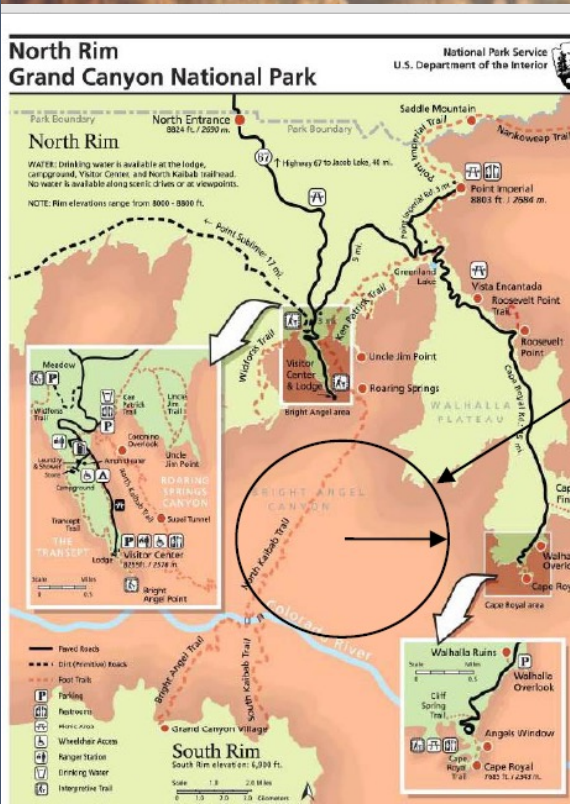 North Rim
Grand Canyon National Park
National Park Service
U.S. Department of the Interior
Park Boundary
North Entrance
8824 ft. / 2690 m.
Park Boundary
Saddle Mountain
Nankoweap Trail
Point Imperial Trail
North Rim
67
↑ Highway 67 to Jacob Lake, 40 mi.
WATER: Drinking water is available at the lodge,
campground, Visitor Center, and North Kaibab trailhead.
No water is available along scenic drives or at viewpoints.
NOTE: Rim elevations range from 8000 - 8800 ft.
Point Imperial
8803 ft. / 2684 m.
Point Imperial Rd. 3 mi.
← Point Sublime: 17 mi.
5 mi.
Greenland
Lake
Vista Encantada
Roosevelt Point
Trail
Roosevelt
Point
3 mi.
Ken Patrick Trail
Widforss Trail
Visitor
Center
& Lodge
Bright Angel area
Uncle Jim Point
Roaring Springs
Cape Royal Rd. 15 mi.
WALHALLA
PLATEAU
Meadow
Widforss
Trail
Ken
Patrick
Trail
Uncle
Jim
Trail
Coconino
Overlook
Uncle
Jim Point
Laundry
& Shower
Store
Amphitheater
Campground
North Kaibab Trail
ROARING
SPRINGS
CANYON
Supai Tunnel
Transept
Trail
THE
TRANSEPT
Lodge
Visitor Center
Bright
Angel Point
Scale
Miles
0
0.5
BRIGHT ANGEL
CANYON
North Kaibab Trail
Cape Royal area
Colorado River
Bright Angel Trail
South Kaibab Trail
Grand Canyon Village
South Rim
South Rim elevation: 6,800 ft.
Paved Roads
Dirt (Primitive) Roads
Foot Trails
P
Parking
Restrooms
Picnic Area
Wheelchair Access
Ranger Station
Drinking Water
Interpretive Trail
Scale
Miles
Kilometers
Walhalla Ruins
P
Walhalla
Overlook
Scale
Miles
0
0.5
Cliff
Spring
Trail
Angels Window
Cape
Royal
Trail
Cape Royal